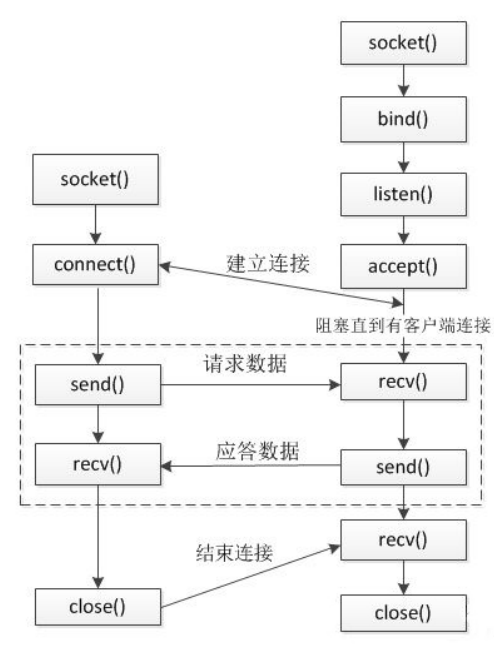 socket()
bind()
socket()
listen()
connect()
建立连接
accept()
阻塞直到有客户端连接
send()
请求数据
recv()
recv()
应答数据
send()
结束连接
recv()
close()
close()